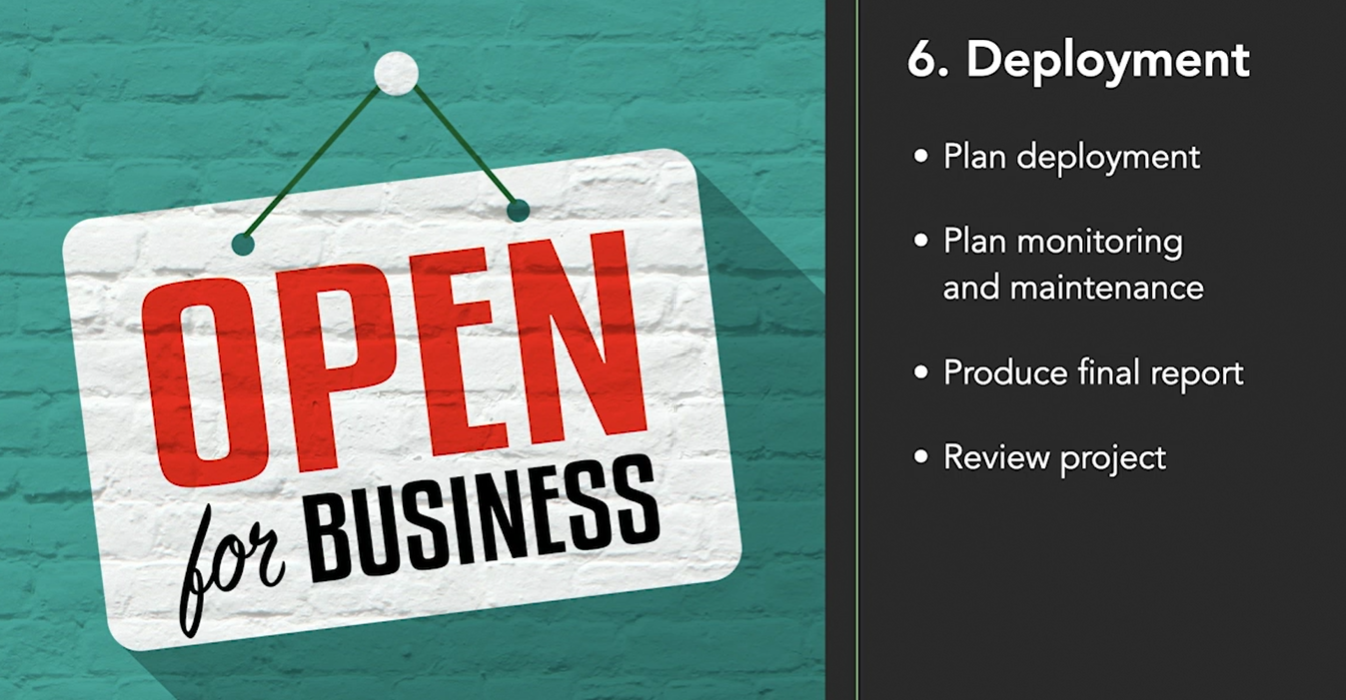 OPEN
for BUSINESS
6. Deployment
• Plan deployment
• Plan monitoring
and maintenance
• Produce final report
• Review project